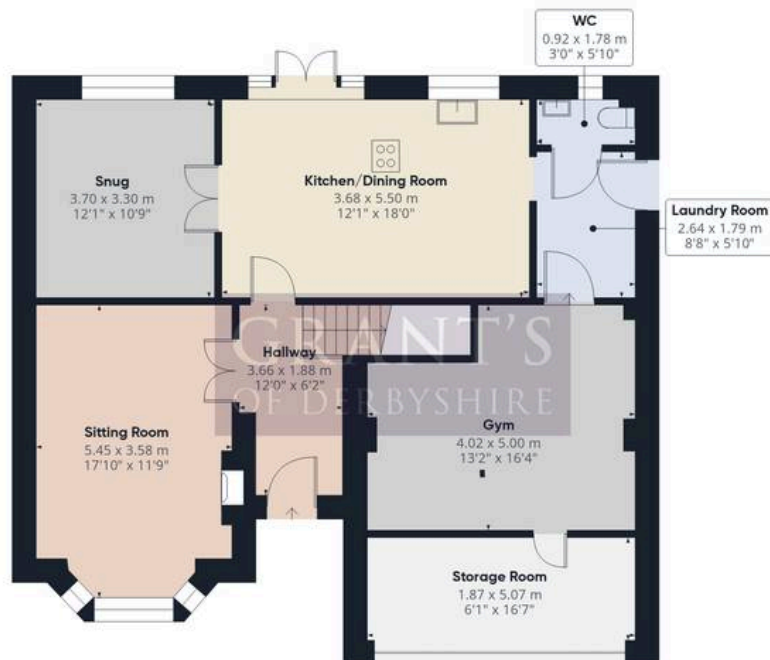 WC
0.92 x 1.78 m
3'0" x 5'10"
Snug
3.70 x 3.30 m
12'1" x 10'9"
Kitchen/Dining Room
3.68 x 5.50 m
12'1" x 18'0"
Laundry Room
2.64 x 1.79 m
8'8" x 5'10"
GRANT'S
OF DERBYSHIRE
Hallway
3.66 x 1.88 m
12'0" x 6'2"
Sitting Room
5.45 x 3.58 m
17'10" x 11'9"
Gym
4.02 x 5.00 m
13'2" x 16'4"
Storage Room
1.87 x 5.07 m
6'1" x 16'7"